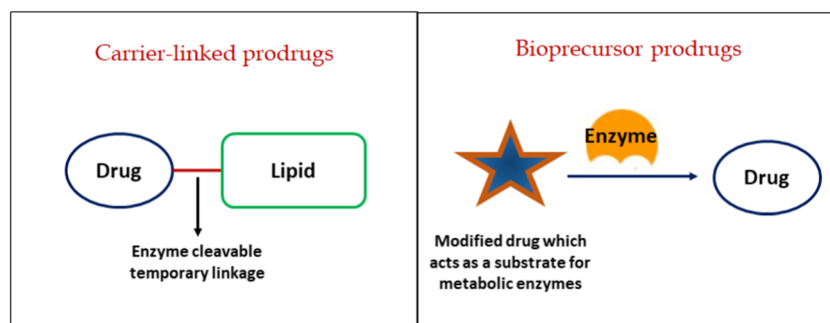 Carrier-linked prodrugs
Drug
Lipid
Enzyme cleavable
temporary linkage
Bioprecursor prodrugs
Enzyme
Drug
Modified drug which
acts as a substrate for
metabolic enzymes